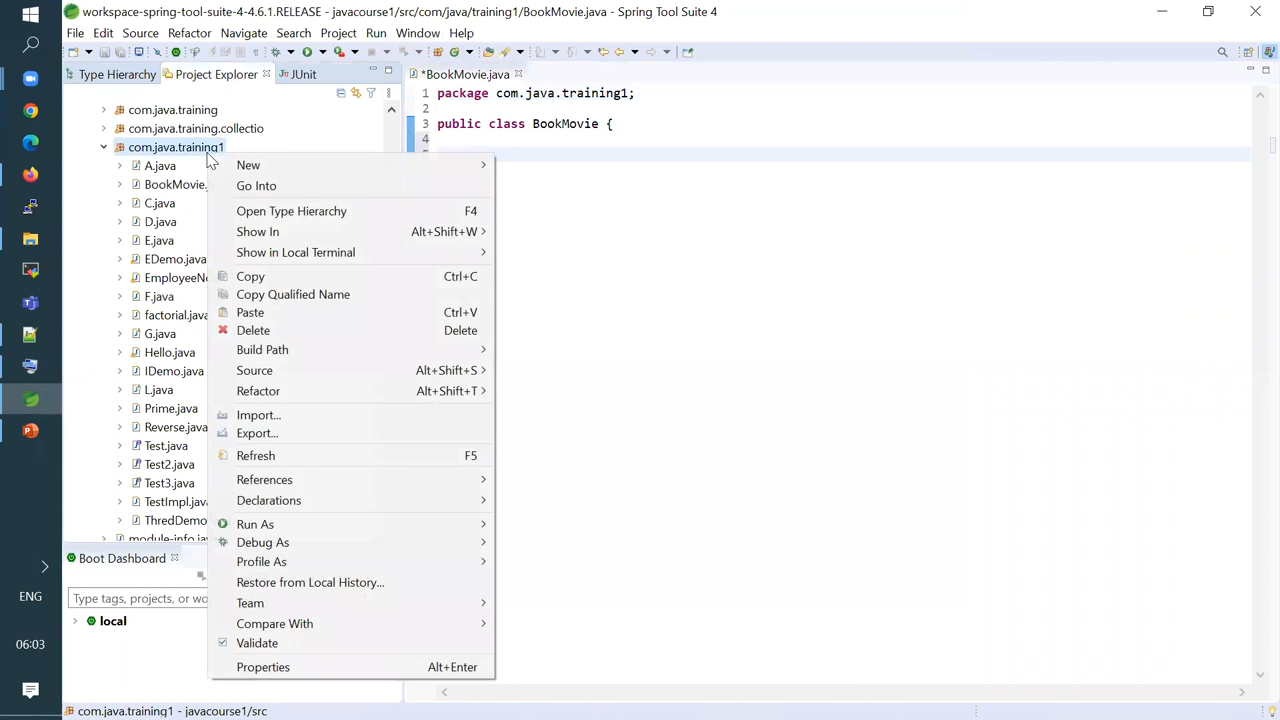 workspace-spring-tool-suite-4-4.6.1.RELEASE - javacourse1/src/com/java/training1/BookMovie.java - Spring Tool Suite 4
File Edit Source Refactor Navigate Search Project Run Window Help
Type Hierarchy Project Explorer JUnit
*BookMovie.java
com.java.training
com.java.training.collectio
com.java.training1
A.java
BookMovie.
C.java
D.java
E.java
EDemo.java
EmployeeNo
F.java
factorial.java
G.java
Hello.java
IDemo.java
L.java
Prime.java
Reverse.java
Test.java
Test2.java
Test3.java
TestImpl.java
ThredDemo
module-info.jav
1 package com.java.training1;
2
3 public class BookMovie {
4
New
Go Into
Open Type Hierarchy F4
Show In Alt+Shift+W
Show in Local Terminal
Copy Ctrl+C
Copy Qualified Name
Paste Ctrl+V
Delete Delete
Build Path
Source Alt+Shift+S
Refactor Alt+Shift+T
Import...
Export...
Refresh F5
References
Declarations
Run As
Debug As
Profile As
Restore from Local History...
Team
Compare With
Validate
Properties Alt+Enter
Boot Dashboard
Type tags, projects, or wo
local
ENG
06:03
com.java.training1 - javacourse1/src